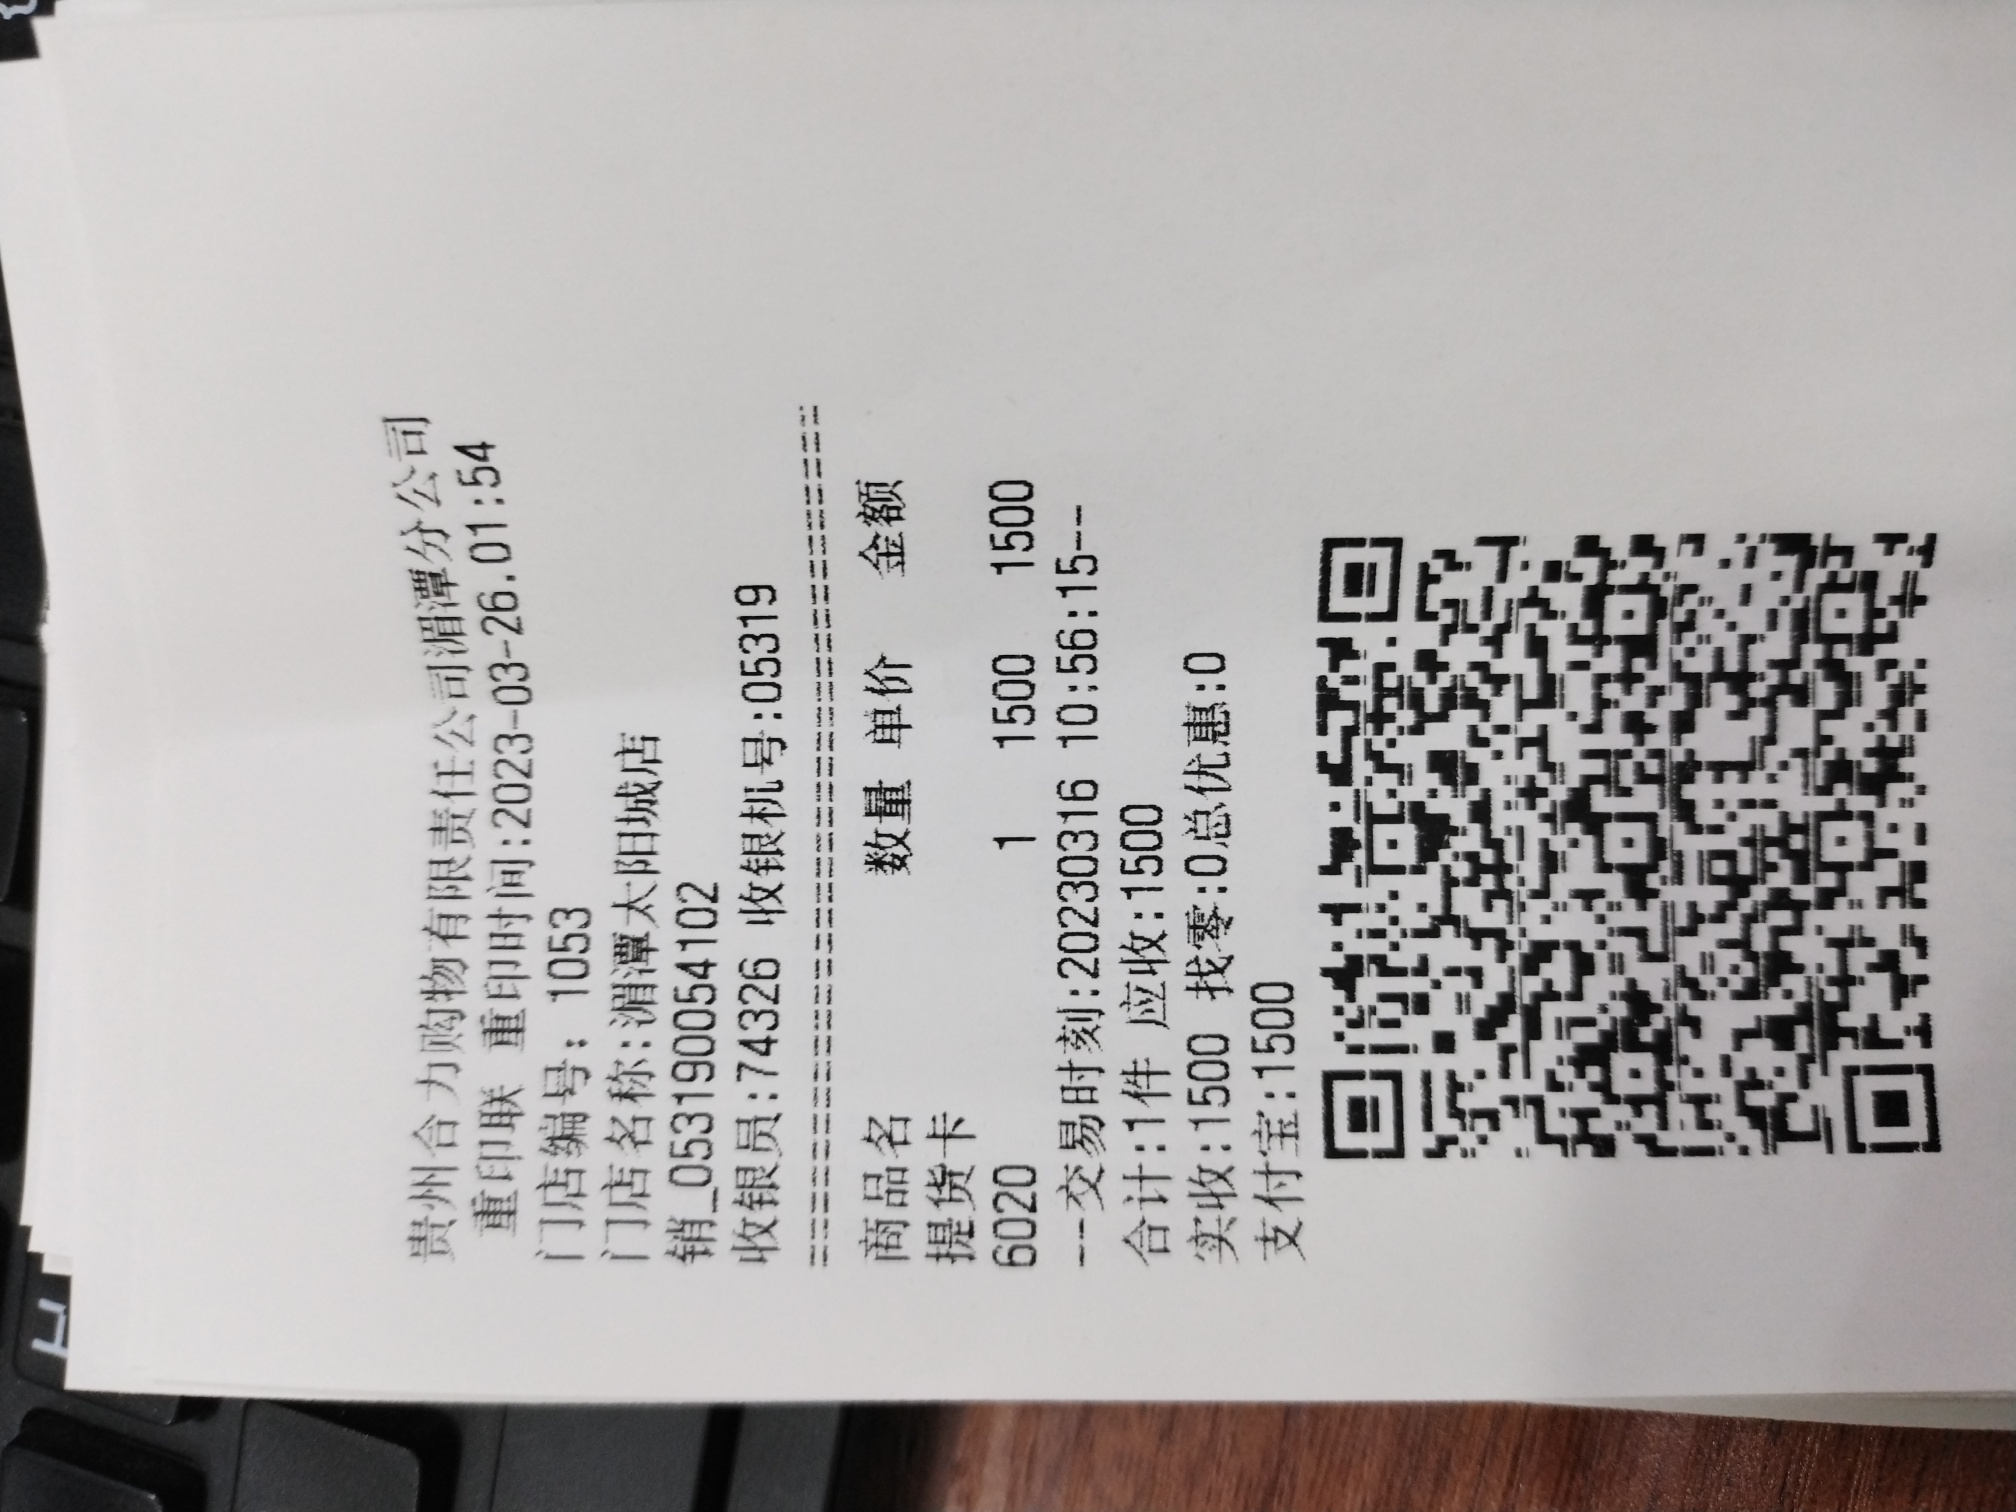 贵州合力购物有限责任公司湄潭分公司
重印联 重印时间:2023-03-26.01:54
门店编号: 1053
门店名称:湄潭太阳城店
销_053190054102
收银员:74326 收银机号:05319
========================================
商品名 数量 单价 金额
提货卡
6020 1 1500 1500
--交易时刻:20230316 10:56:15--
合计:1件 应收:1500
实收:1500 找零:0总优惠:0
支付宝:1500